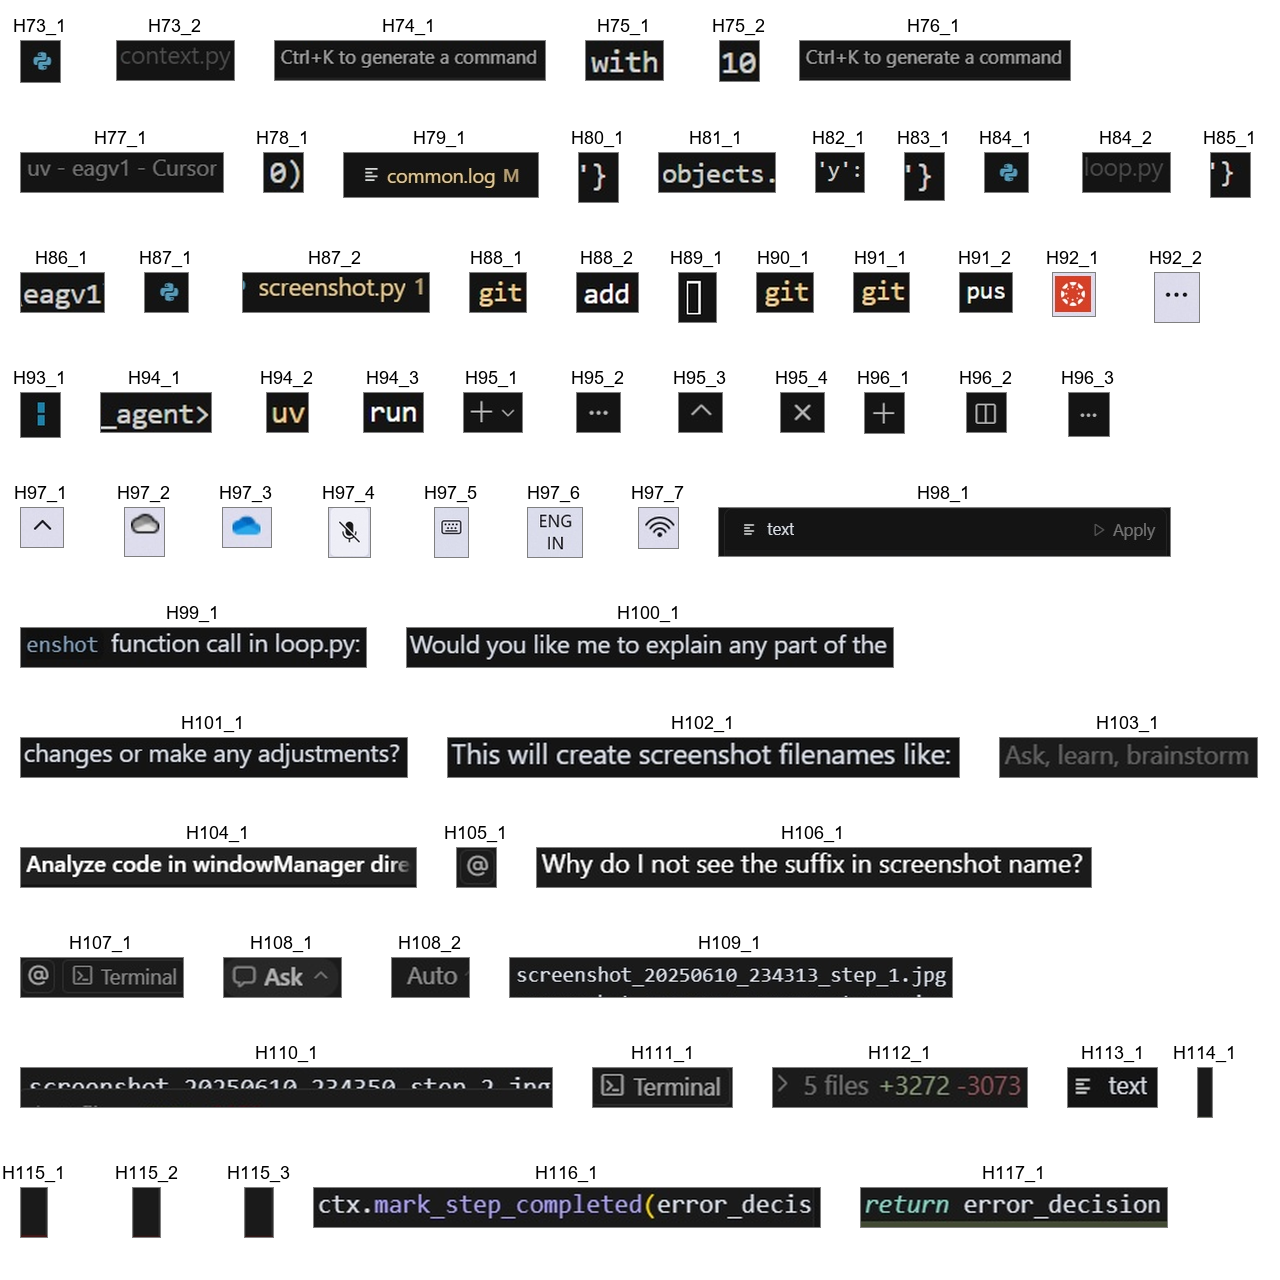 H73_1 H73_2 H74_1 H75_1 H75_2 H76_1
context.py Ctrl+K to generate a command with 10 Ctrl+K to generate a command
H77_1 H78_1 H79_1 H80_1 H81_1 H82_1 H83_1 H84_1 H84_2 H85_1
uv - eagv1 - Cursor 0) common.log M '} objects. 'y': '} loop.py '}
H86_1 H87_1 H87_2 H88_1 H88_2 H89_1 H90_1 H91_1 H91_2 H92_1 H92_2
eagv1 screenshot.py 1 git add git git pus ...
H93_1 H94_1 H94_2 H94_3 H95_1 H95_2 H95_3 H95_4 H96_1 H96_2 H96_3
_agent> uv run + ... × + ...
H97_1 H97_2 H97_3 H97_4 H97_5 H97_6 H97_7 H98_1
ENG
IN
text Apply
H99_1 H100_1
enshot function call in loop.py: Would you like me to explain any part of the
H101_1 H102_1 H103_1
changes or make any adjustments? This will create screenshot filenames like: Ask, learn, brainstorm
H104_1 H105_1 H106_1
Analyze code in windowManager dire @ Why do I not see the suffix in screenshot name?
H107_1 H108_1 H108_2 H109_1
@ Terminal Ask Auto screenshot_20250610_234313_step_1.jpg
H110_1 H111_1 H112_1 H113_1 H114_1
screenshot_20250610_234350_step_2.jpg Terminal 5 files +3272 -3073 text
H115_1 H115_2 H115_3 H116_1 H117_1
ctx.mark_step_completed(error_decis return error_decision